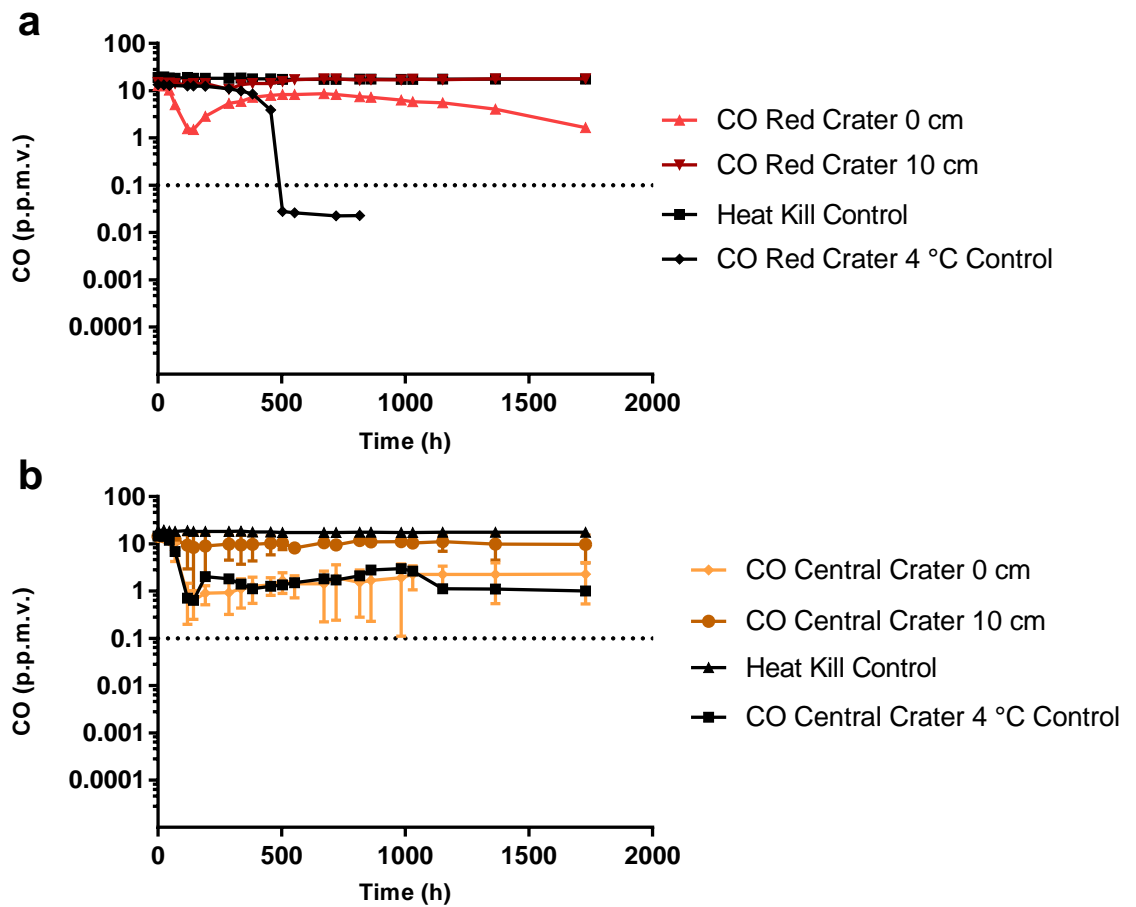 a
100
10
1
0.1
0.01
0.001
0.0001
CO (p.p.m.v.)
0
500
1000
1500
2000
Time (h)
CO Red Crater 0 cm
CO Red Crater 10 cm
Heat Kill Control
CO Red Crater 4 °C Control
b
100
10
1
0.1
0.01
0.001
0.0001
CO (p.p.m.v.)
0
500
1000
1500
2000
Time (h)
CO Central Crater 0 cm
CO Central Crater 10 cm
Heat Kill Control
CO Central Crater 4 °C Control